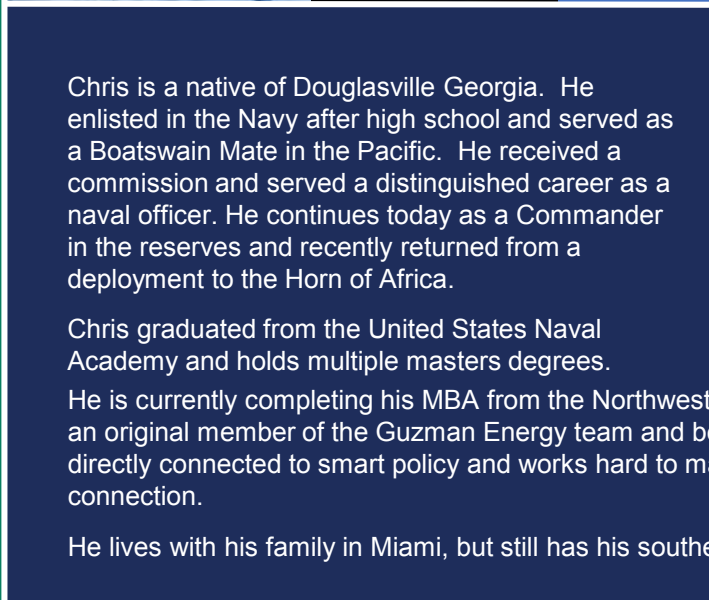 Chris is a native of Douglasville Georgia.  He
enlisted in the Navy after high school and served as
a Boatswain Mate in the Pacific.  He received a
commission and served a distinguished career as a
naval officer. He continues today as a Commander
in the reserves and recently returned from a
deployment to the Horn of Africa.
Chris graduated from the United States Naval
Academy and holds multiple masters degrees.
He is currently completing his MBA from the Northwest
an original member of the Guzman Energy team and
directly connected to smart policy and works hard to
connection.
He lives with his family in Miami, but still has his